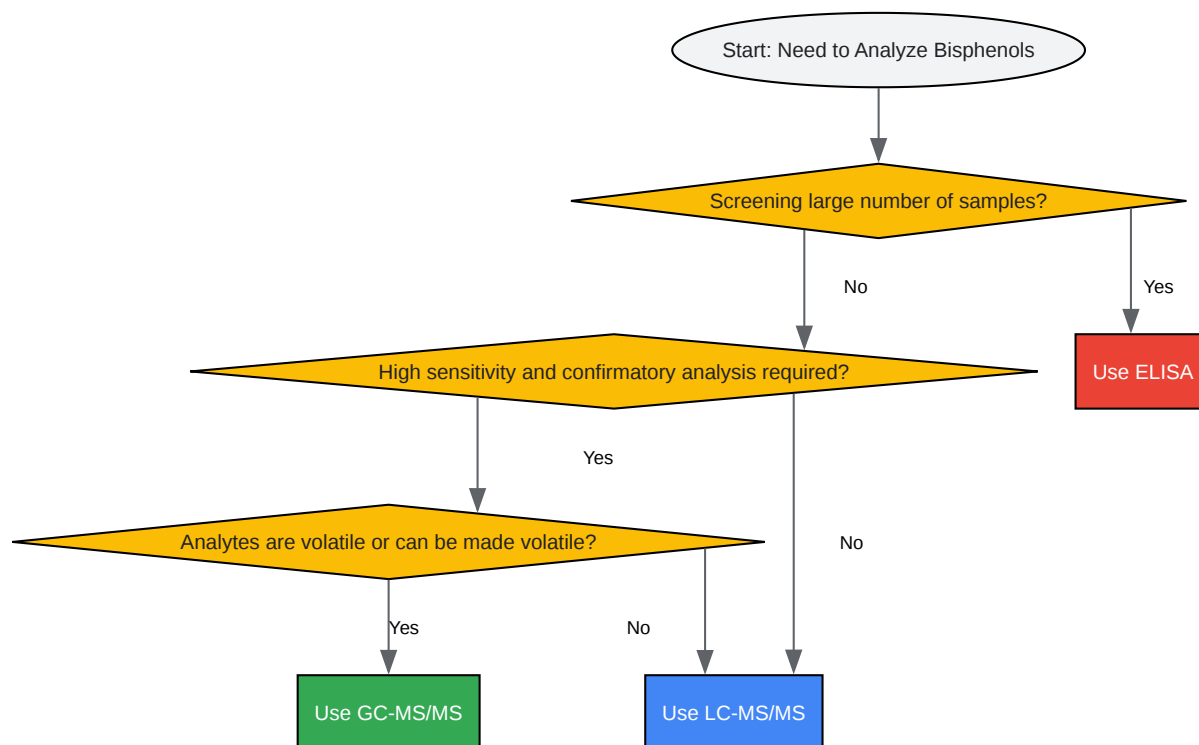 Start: Need to Analyze Bisphenols
Screening large number of samples?
No
Yes
High sensitivity and confirmatory analysis required?
Use ELISA
Yes
Analytes are volatile or can be made volatile?
No
Yes
No
Use GC-MS/MS
Use LC-MS/MS